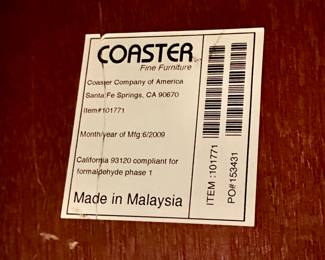 COASTER
Fine Furniture
Coaster Company of America
Santa Fe Springs, CA 90670
Item#101771
Month/year of Mfg:6/2009
California 93120 compliant for
formaldehyde phase 1
Made in Malaysia
ITEM :101771
PO#153431